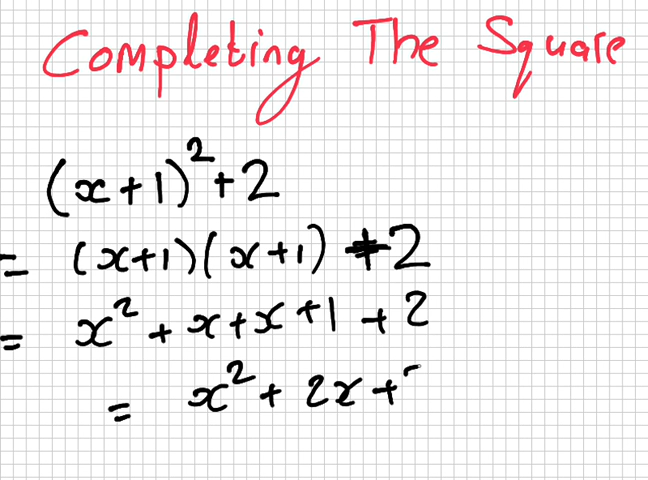 Completing The Square
(x+1)²+2
= (x+1)(x+1) +2
= x² + x+x+1 + 2
= x² + 2x+